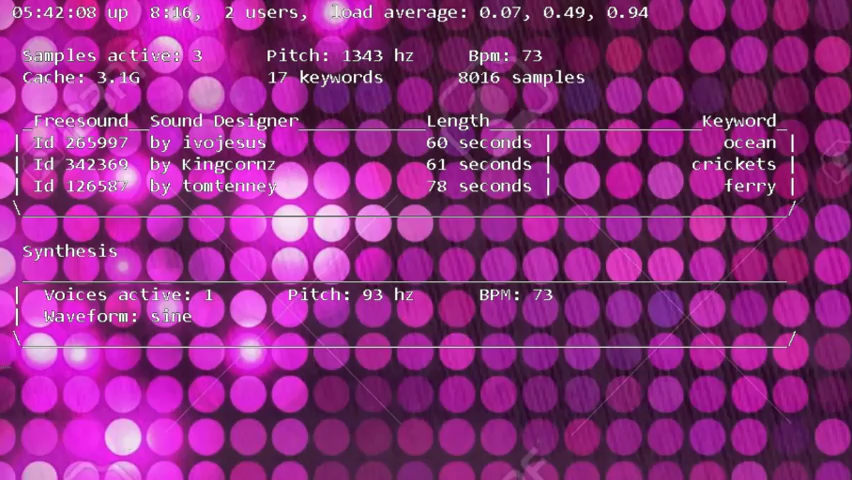 05:42:08 up  8:16,  2 users,  load average: 0.07, 0.49, 0.94
Samples active: 3      Pitch: 1343 hz     Bpm: 73
Cache: 3.1G            17 keywords       8016 samples
Freesound  Sound Designer            Length                    Keyword
| Id 265997  by ivojesus               60 seconds |                ocean |
| Id 342369  by Kingcornz              61 seconds |             crickets |
| Id 126587  by tomtenney              78 seconds |                ferry |
Synthesis
|  Voices active: 1       Pitch: 93 hz      BPM: 73
|  Waveform: sine